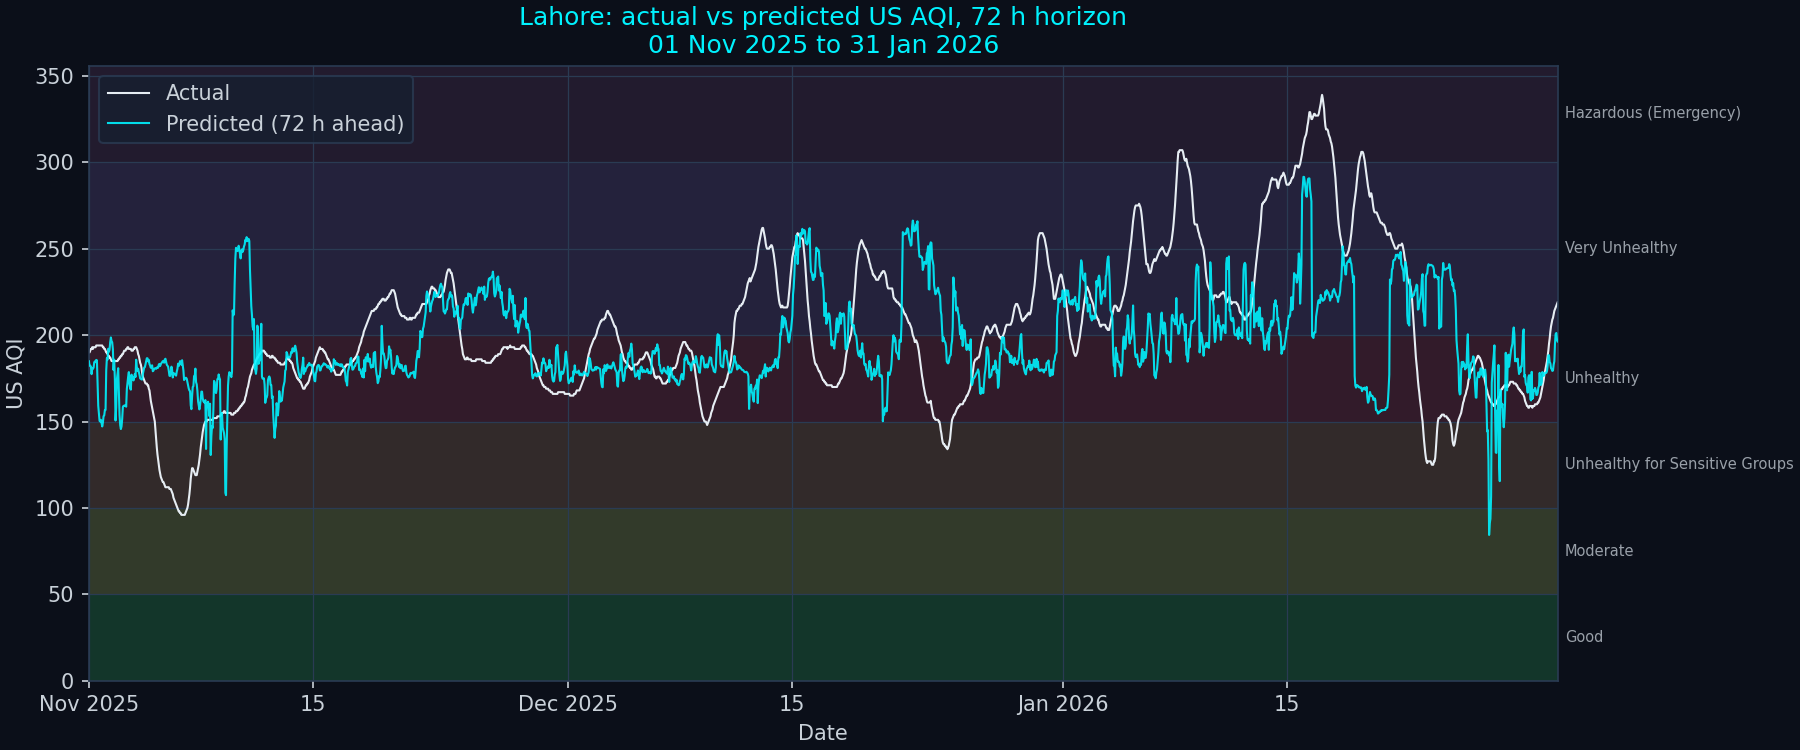 Lahore: actual vs predicted US AQI, 72 h horizon
01 Nov 2025 to 31 Jan 2026
Actual
Predicted (72 h ahead)
US AQI
350
300
250
200
150
100
50
0
Hazardous (Emergency)
Very Unhealthy
Unhealthy
Unhealthy for Sensitive Groups
Moderate
Good
Nov 2025
15
Dec 2025
15
Jan 2026
15
Date